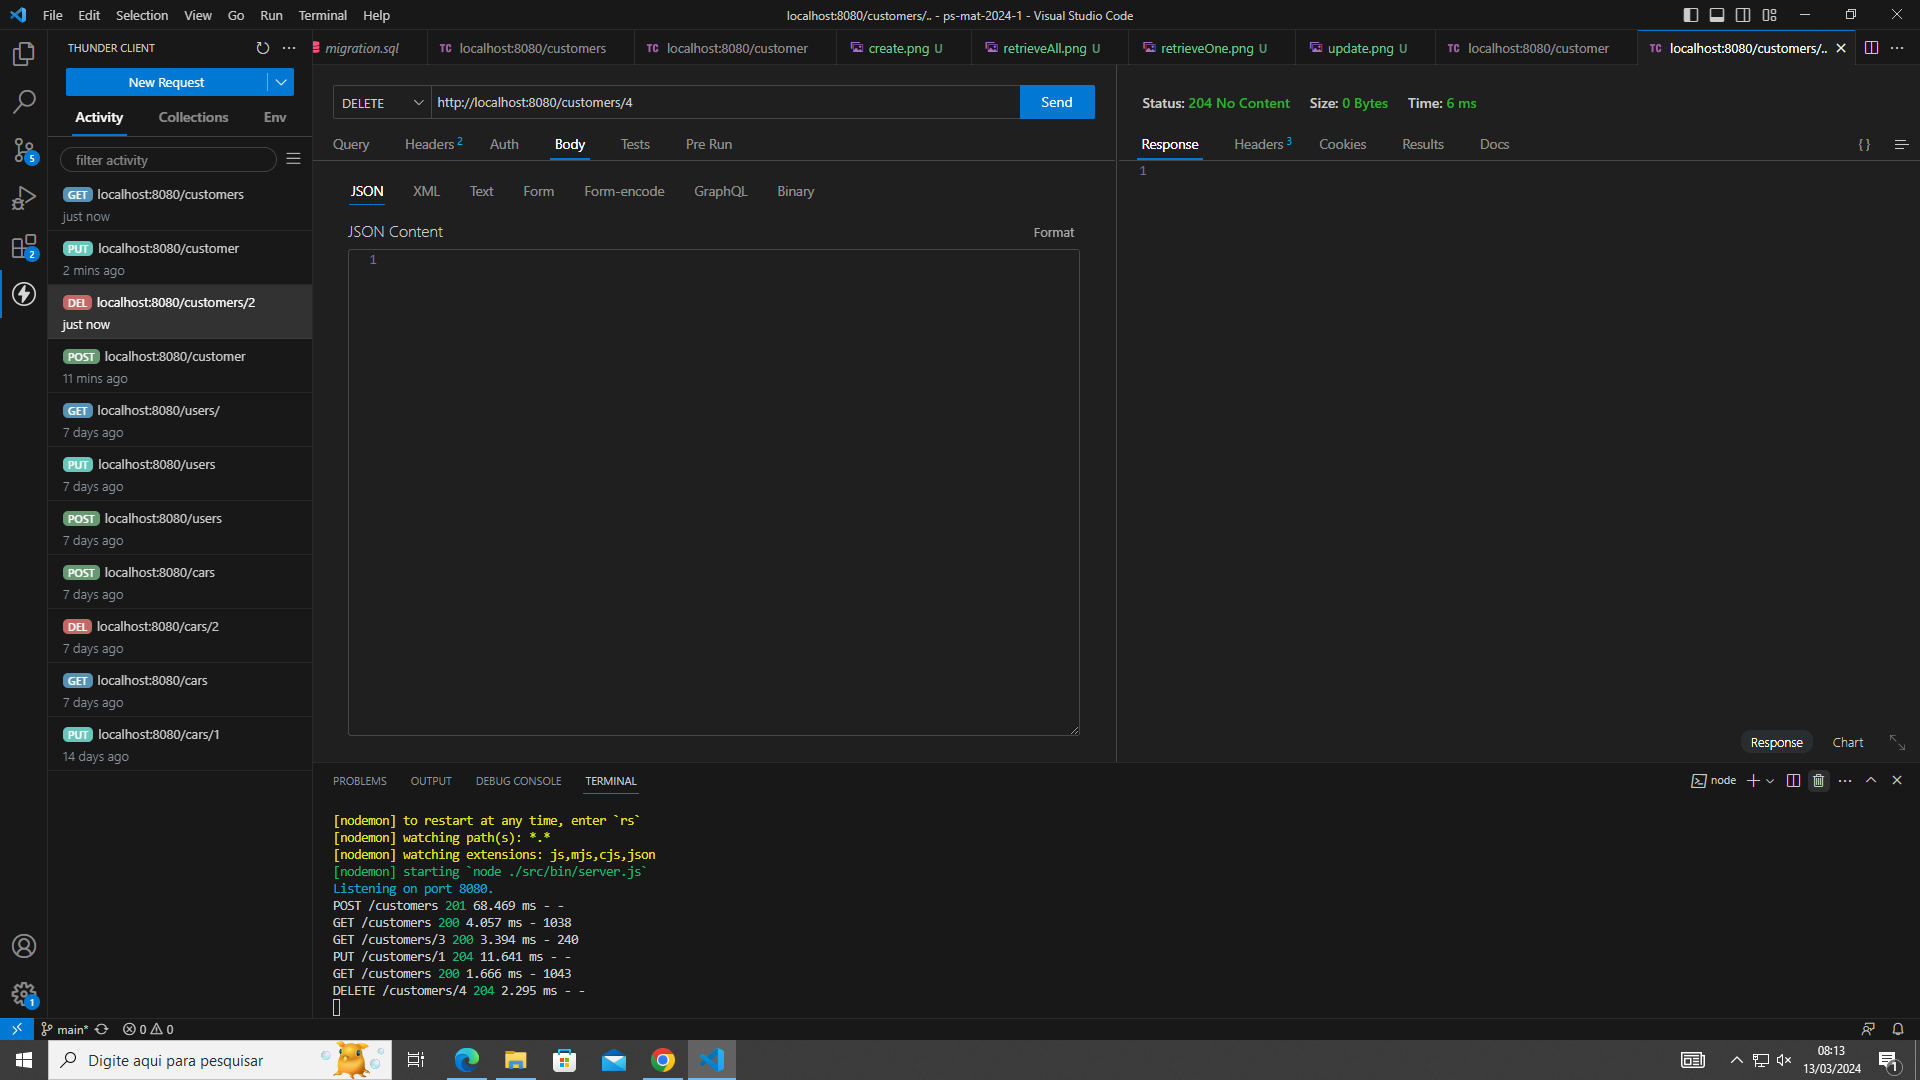 File Edit Selection View Go Run Terminal Help
localhost:8080/customers/.. - ps-mat-2024-1 - Visual Studio Code
THUNDER CLIENT
migration.sql
TC localhost:8080/customers
TC localhost:8080/customer
create.png U
retrieveAll.png U
retrieveOne.png U
update.png U
TC localhost:8080/customer
TC localhost:8080/customers/..
New Request
Activity Collections Env
filter activity
GET localhost:8080/customers
just now
PUT localhost:8080/customer
2 mins ago
DEL localhost:8080/customers/2
just now
POST localhost:8080/customer
11 mins ago
GET localhost:8080/users/
7 days ago
PUT localhost:8080/users
7 days ago
POST localhost:8080/users
7 days ago
POST localhost:8080/cars
7 days ago
DEL localhost:8080/cars/2
7 days ago
GET localhost:8080/cars
7 days ago
PUT localhost:8080/cars/1
14 days ago
DELETE http://localhost:8080/customers/4 Send
Query Headers 2 Auth Body Tests Pre Run
JSON XML Text Form Form-encode GraphQL Binary
JSON Content Format
1
Status: 204 No Content Size: 0 Bytes Time: 6 ms
Response Headers 3 Cookies Results Docs { }
1
Response Chart
PROBLEMS OUTPUT DEBUG CONSOLE TERMINAL
node
[nodemon] to restart at any time, enter `rs`
[nodemon] watching path(s): *.*
[nodemon] watching extensions: js,mjs,cjs,json
[nodemon] starting `node ./src/bin/server.js`
Listening on port 8080.
POST /customers 201 68.469 ms - -
GET /customers 200 4.057 ms - 1038
GET /customers/3 200 3.394 ms - 240
PUT /customers/1 204 11.641 ms - -
GET /customers 200 1.666 ms - 1043
DELETE /customers/4 204 2.295 ms - -
5
2
1
main* 0 0
Digite aqui para pesquisar
08:13
13/03/2024
1